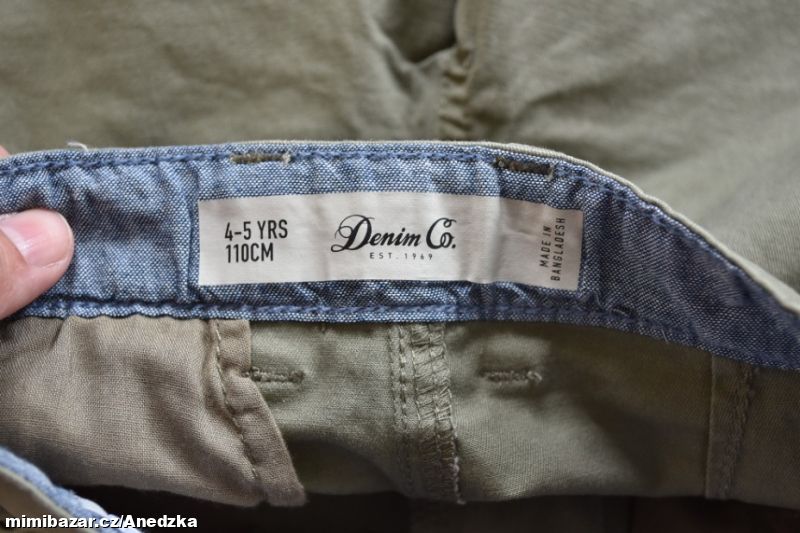 4-5 YRS
110CM
Denim Co.
EST. 1969
MADE IN
BANGLADESH
mimibazar.cz/Anedzka